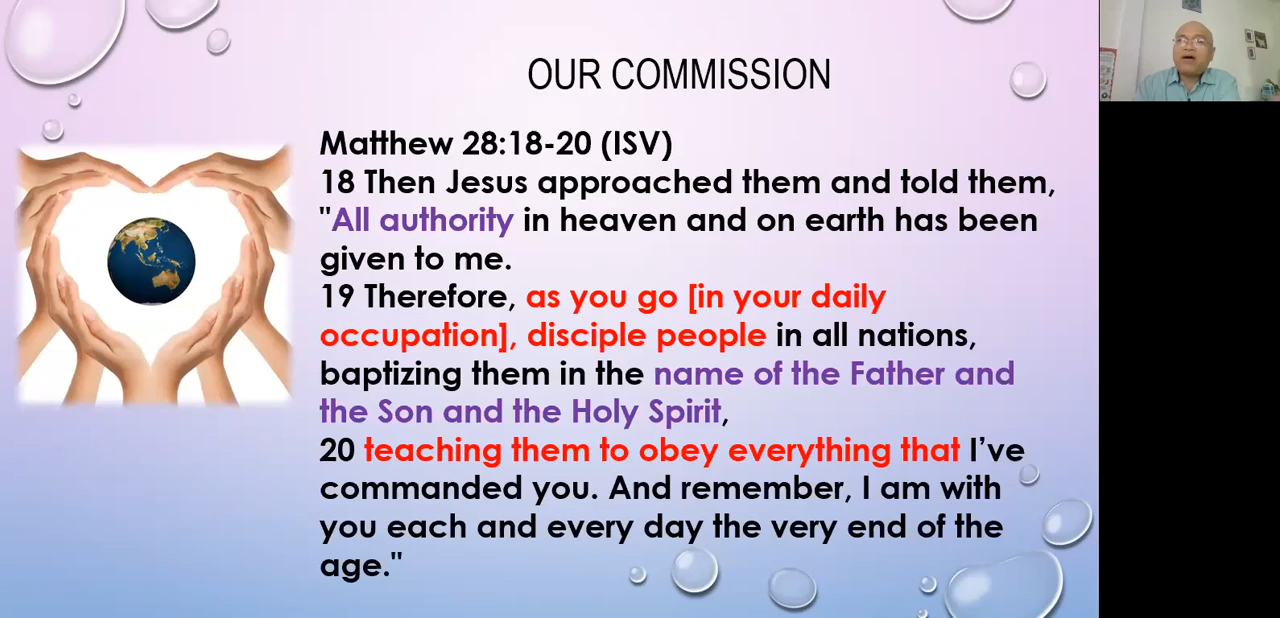 OUR COMMISSION
Matthew 28:18-20 (ISV)
18 Then Jesus approached them and told them,
"All authority in heaven and on earth has been
given to me.
19 Therefore, as you go [in your daily
occupation], disciple people in all nations,
baptizing them in the name of the Father and
the Son and the Holy Spirit,
20 teaching them to obey everything that I’ve
commanded you. And remember, I am with
you each and every day the very end of the
age."